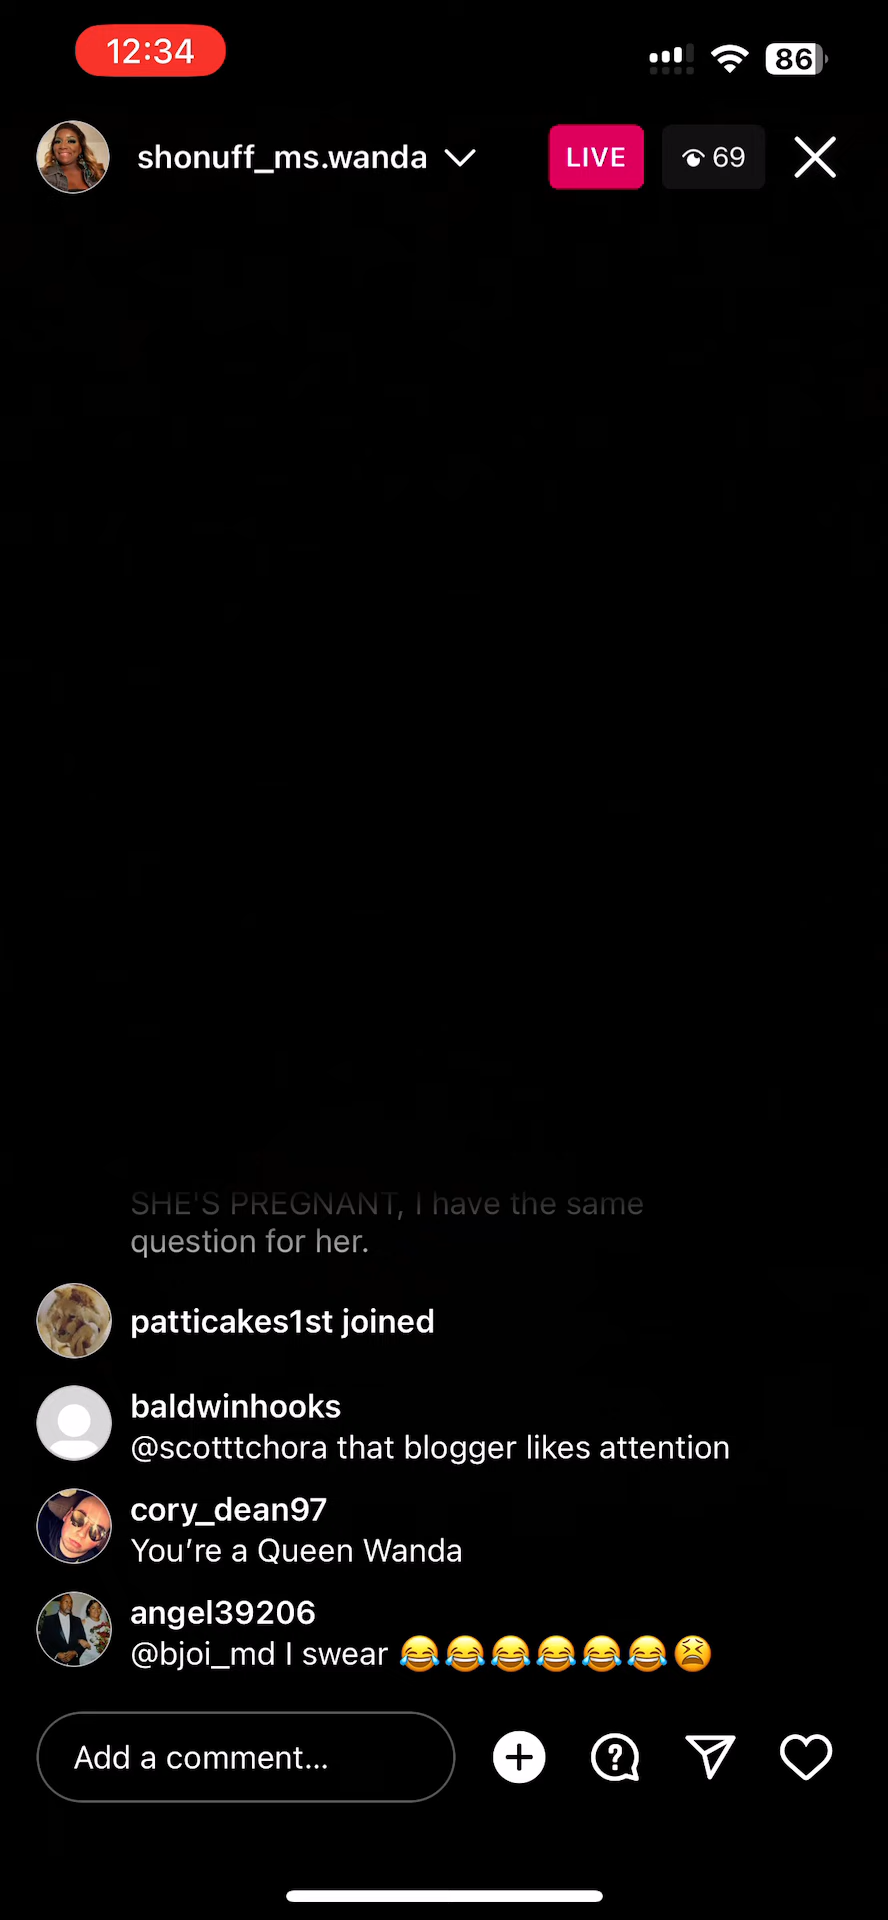 12:34
86
shonuff_ms.wanda
LIVE
69
SHE'S PREGNANT, I have the same
question for her.
patticakes1st joined
baldwinhooks
@scotttchora that blogger likes attention
cory_dean97
You’re a Queen Wanda
angel39206
@bjoi_md I swear 😂😂😂😂😂😂😫
Add a comment...